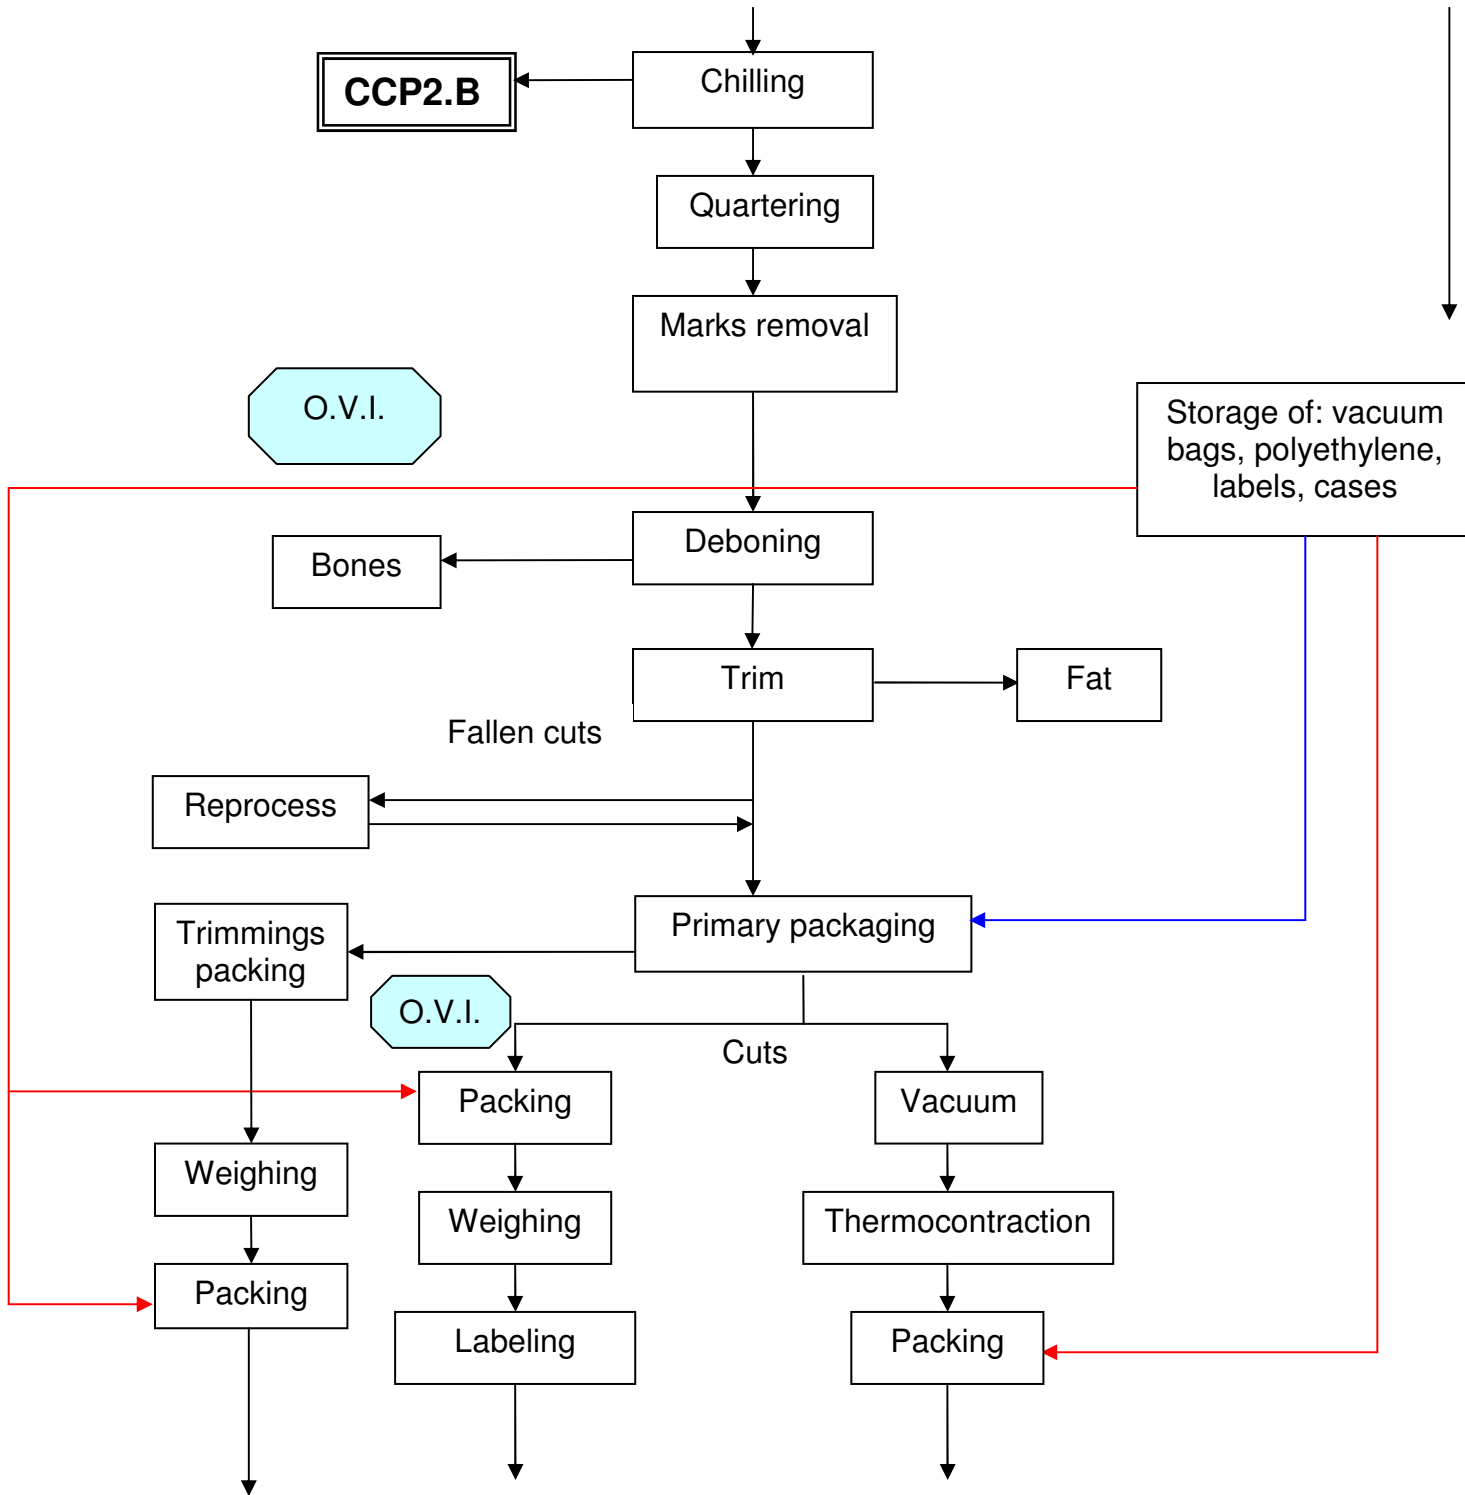 CCP2.B
Chilling
Quartering
Marks removal
O.V.I.
Storage of: vacuum
bags, polyethylene,
labels, cases
Deboning
Bones
Trim
Fat
Fallen cuts
Reprocess
Primary packaging
Trimmings
packing
O.V.I.
Cuts
Packing
Vacuum
Weighing
Weighing
Thermocontraction
Packing
Labeling
Packing